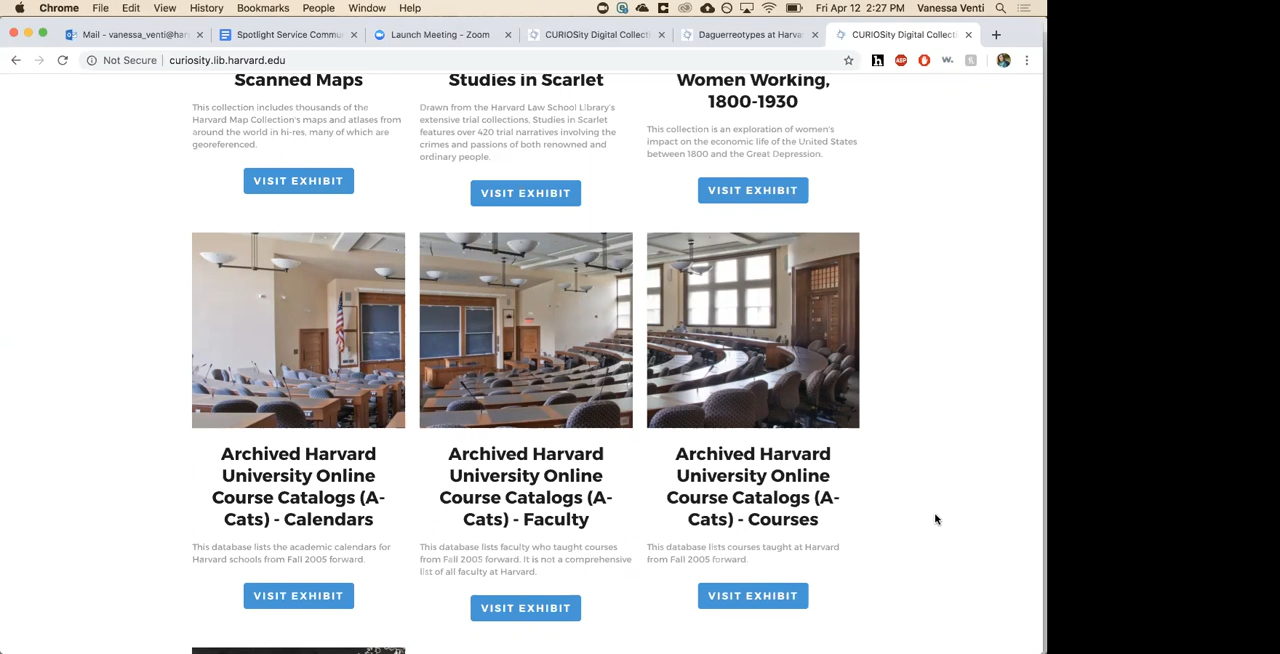 Chrome File Edit View History Bookmarks People Window Help Fri Apr 12 2:27 PM Vanessa Venti
Mail - vanessa_venti@har Spotlight Service Commu Launch Meeting - Zoom CURIOSity Digital Collecti Daguerreotypes at Harva CURIOSity Digital Collecti
Not Secure | curiosity.lib.harvard.edu
h ABP w.
Scanned Maps
This collection includes thousands of the
Harvard Map Collection's maps and atlases from
around the world in hi-res, many of which are
georeferenced.
VISIT EXHIBIT
Studies in Scarlet
Drawn from the Harvard Law School Library's
extensive trial collections. Studies in Scarlet
features over 420 trial narratives involving the
crimes and passions of both renowned and
ordinary people.
VISIT EXHIBIT
Women Working,
1800-1930
This collection is an exploration of women's
impact on the economic life of the United States
between 1800 and the Great Depression.
VISIT EXHIBIT
Archived Harvard
University Online
Course Catalogs (A-
Cats) - Calendars
This database lists the academic calendars for
Harvard schools from Fall 2005 forward.
VISIT EXHIBIT
Archived Harvard
University Online
Course Catalogs (A-
Cats) - Faculty
This database lists faculty who taught courses
from Fall 2005 forward. It is not a comprehensive
list of all faculty at Harvard.
VISIT EXHIBIT
Archived Harvard
University Online
Course Catalogs (A-
Cats) - Courses
This database lists courses taught at Harvard
from Fall 2005 forward.
VISIT EXHIBIT